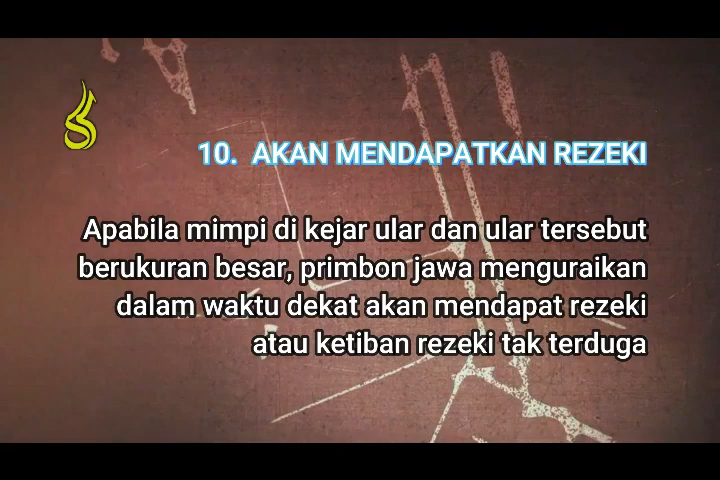 10. AKAN MENDAPATKAN REZEKI
Apabila mimpi di kejar ular dan ular tersebut
berukuran besar, primbon jawa menguraikan
dalam waktu dekat akan mendapat rezeki
atau ketiban rezeki tak terduga